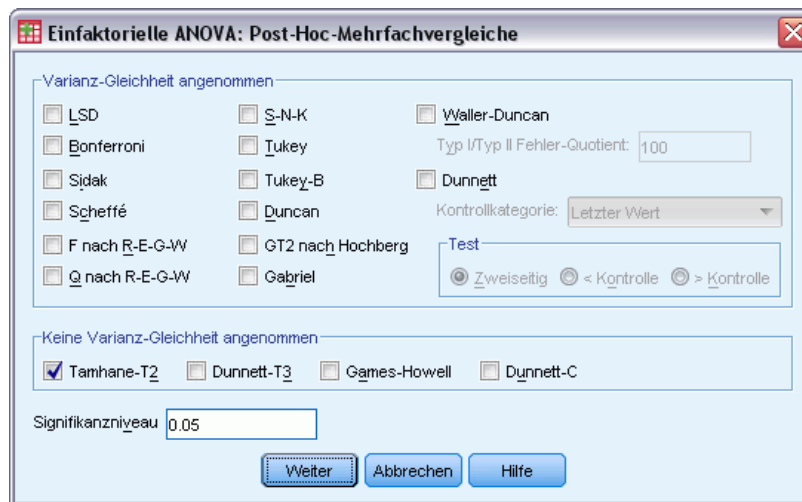 Einfaktorielle ANOVA: Post-Hoc-Mehrfachvergleiche
Varianz-Gleichheit angenommen
LSD S-N-K Waller-Duncan
Bonferroni Tukey Typ I/Typ II Fehler-Quotient: 100
Sidak Tukey-B Dunnett
Scheffé Duncan Kontrollkategorie: Letzter Wert
F nach R-E-G-W GT2 nach Hochberg Test
Q nach R-E-G-W Gabriel Zweiseitig < Kontrolle > Kontrolle
Keine Varianz-Gleichheit angenommen
Tamhane-T2 Dunnett-T3 Games-Howell Dunnett-C
Signifikanzniveau 0.05
Weiter Abbrechen Hilfe